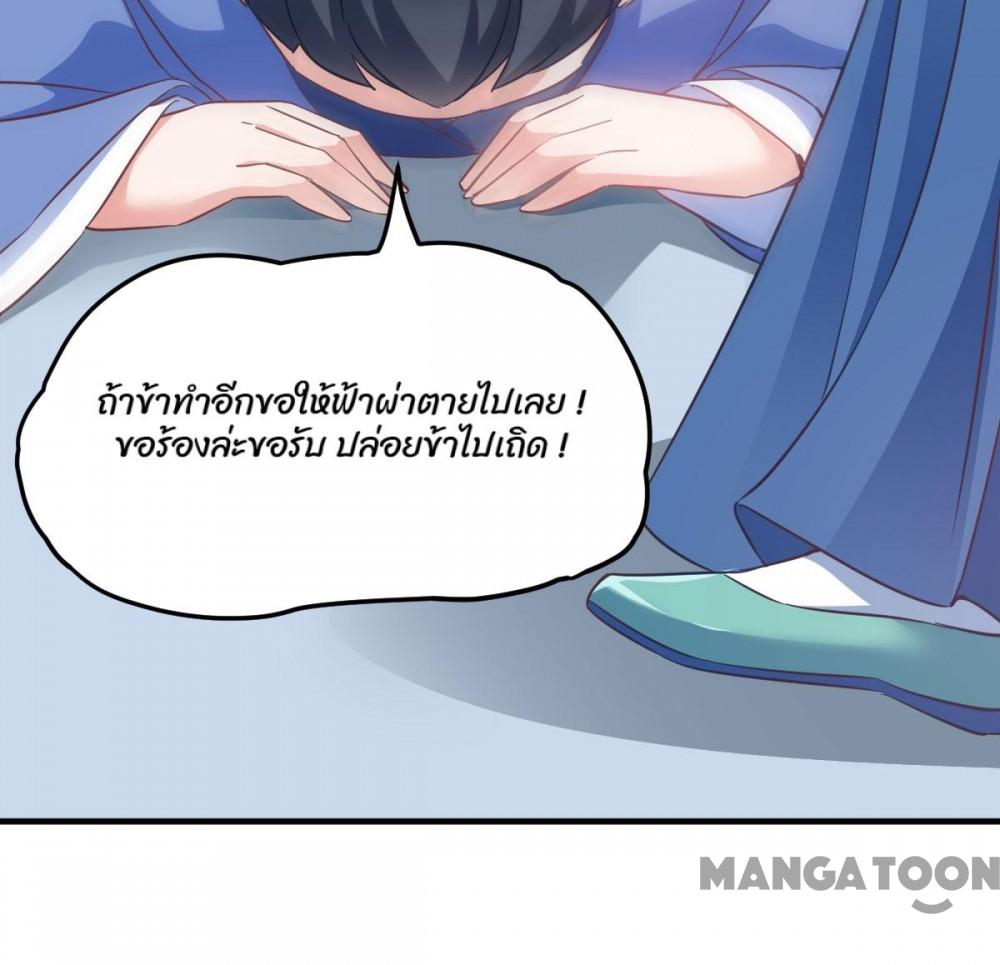 ถ้าข้าทำอีกขอให้ฟ้าผ่าตายไปเลย !
ขอร้องล่ะขอรับ ปล่อยข้าไปเถิด !
MANGATOON